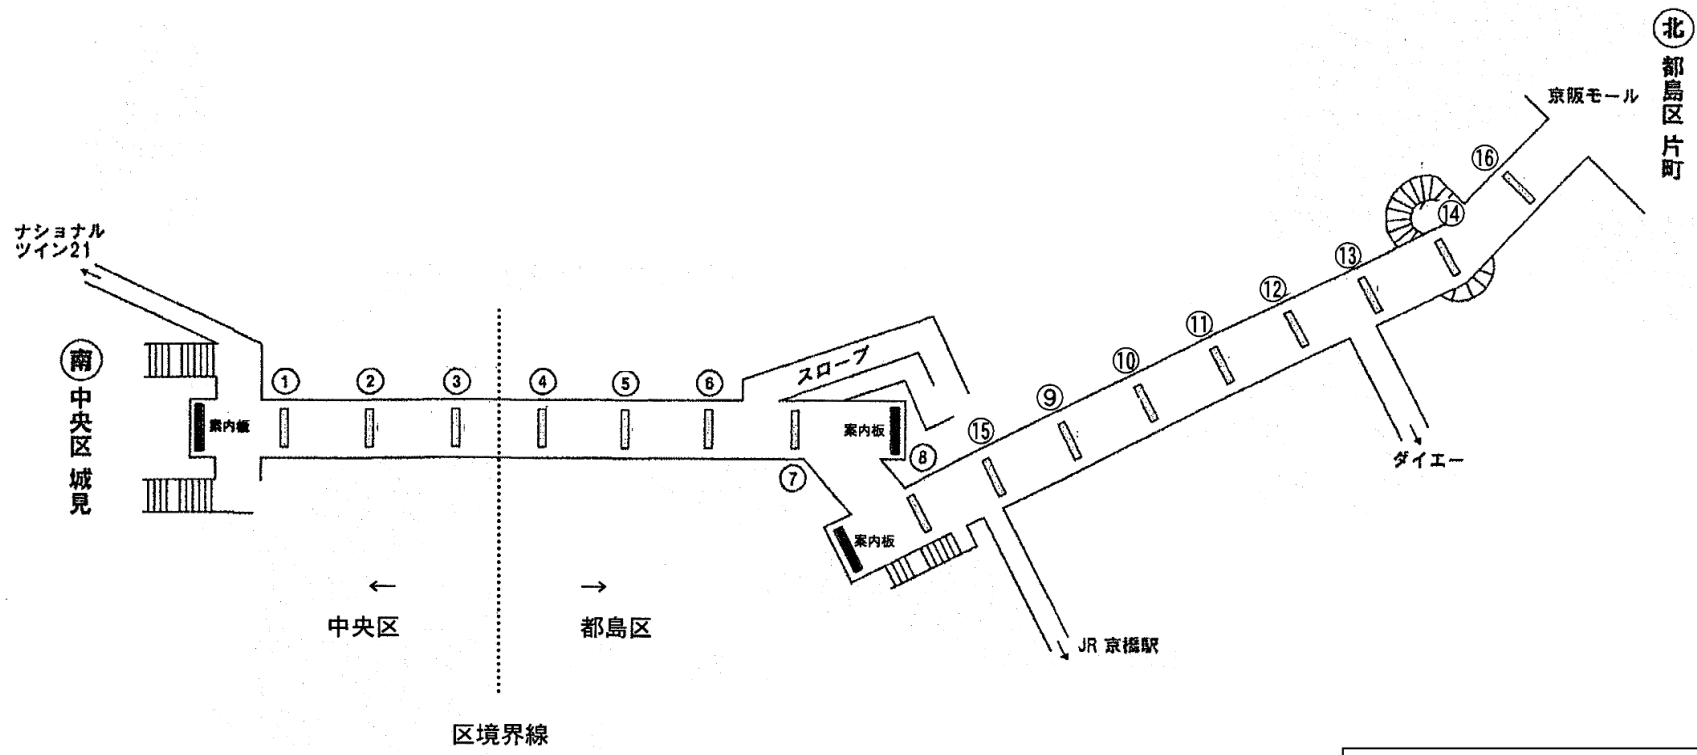 北
都島区 片町
京阪モール
⑯
⑭
⑬
⑫
⑪
⑩
⑨
⑮
⑧
ナショナル
ツイン21
南
中央区 城見
案内板
①
②
③
④
⑤
⑥
スロープ
案内板
⑦
案内板
ダイエー
JR 京橋駅
←
→
中央区
都島区
区境界線